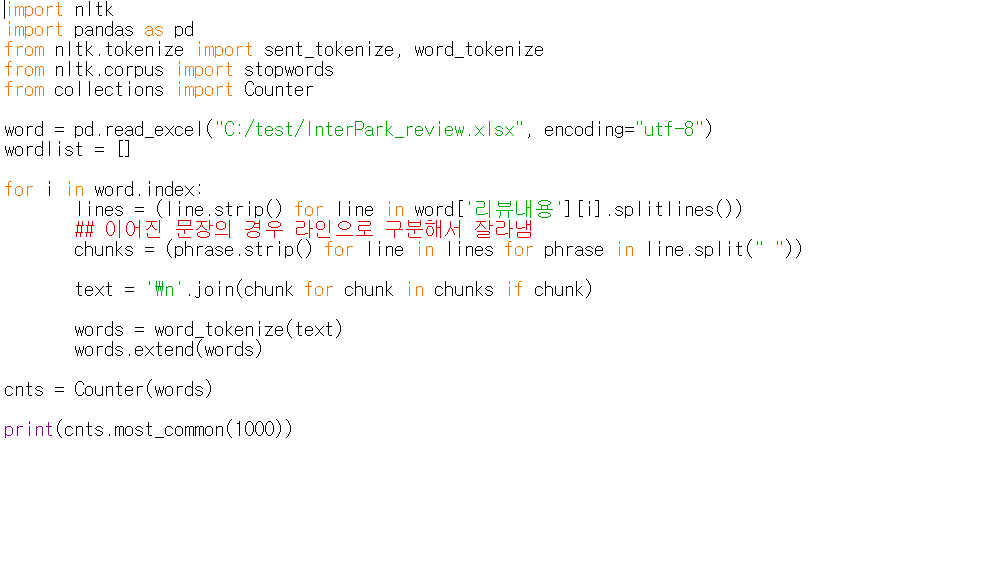 import nltk
import pandas as pd
from nltk.tokenize import sent_tokenize, word_tokenize
from nltk.corpus import stopwords
from collections import Counter
word = pd.read_excel("C:/test/InterPark_review.xlsx", encoding="utf-8")
wordlist = []
for i in word.index:
lines = (line.strip() for line in word['리뷰내용'][i].splitlines())
## 이어진 문장의 경우 라인으로 구분해서 잘라냄
chunks = (phrase.strip() for line in lines for phrase in line.split(" "))
text = '₩n'.join(chunk for chunk in chunks if chunk)
words = word_tokenize(text)
words.extend(words)
cnts = Counter(words)
print(cnts.most_common(1000))